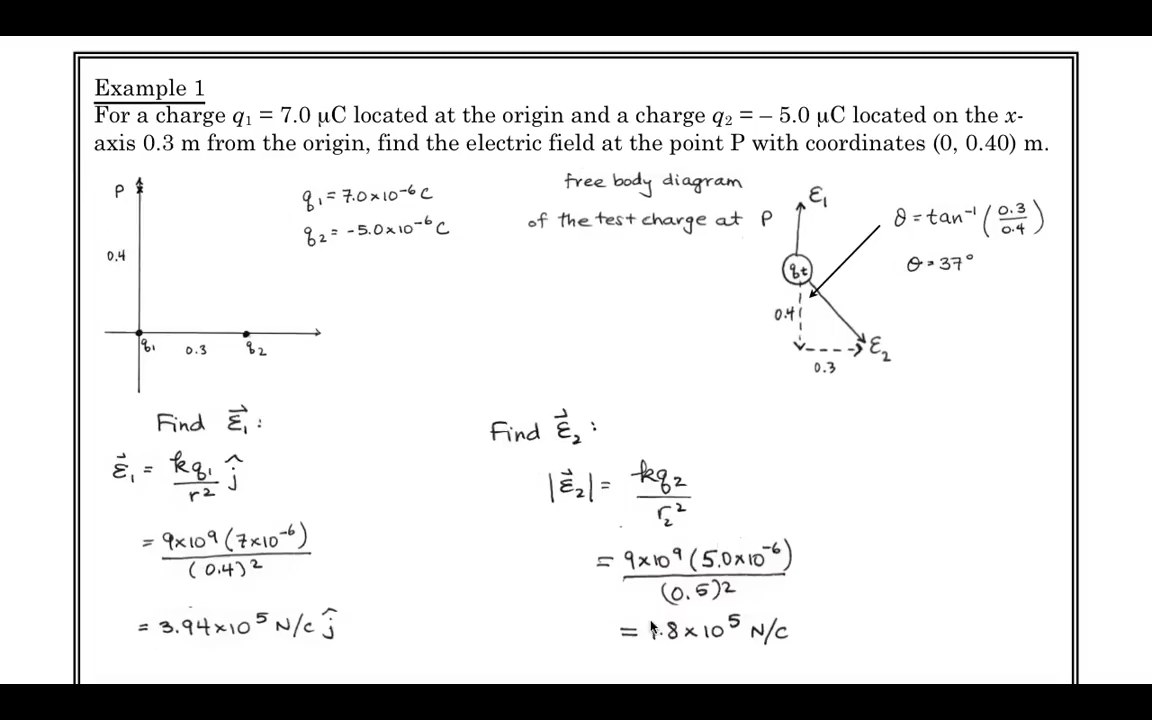 Example 1
For a charge q₁ = 7.0 µC located at the origin and a charge q₂ = – 5.0 µC located on the x-
axis 0.3 m from the origin, find the electric field at the point P with coordinates (0, 0.40) m.
P
0.4
q₁ 0.3 q₂
q₁ = 7.0×10⁻⁶ C
q₂ = -5.0×10⁻⁶ C
free body diagram
of the test charge at P
ε₁
qt
0.4
ε₂
0.3
θ = tan⁻¹ (0.3/0.4)
θ = 37°
Find ε⃗₁ :
ε⃗₁ = kq₁/r² ĵ
= 9×10⁹ (7×10⁻⁶)/(0.4)²
= 3.94×10⁵ N/C ĵ
Find ε⃗₂ :
|ε⃗₂| = kq₂/r₂²
= 9×10⁹ (5.0×10⁻⁶)/(0.5)²
= 1.8×10⁵ N/C